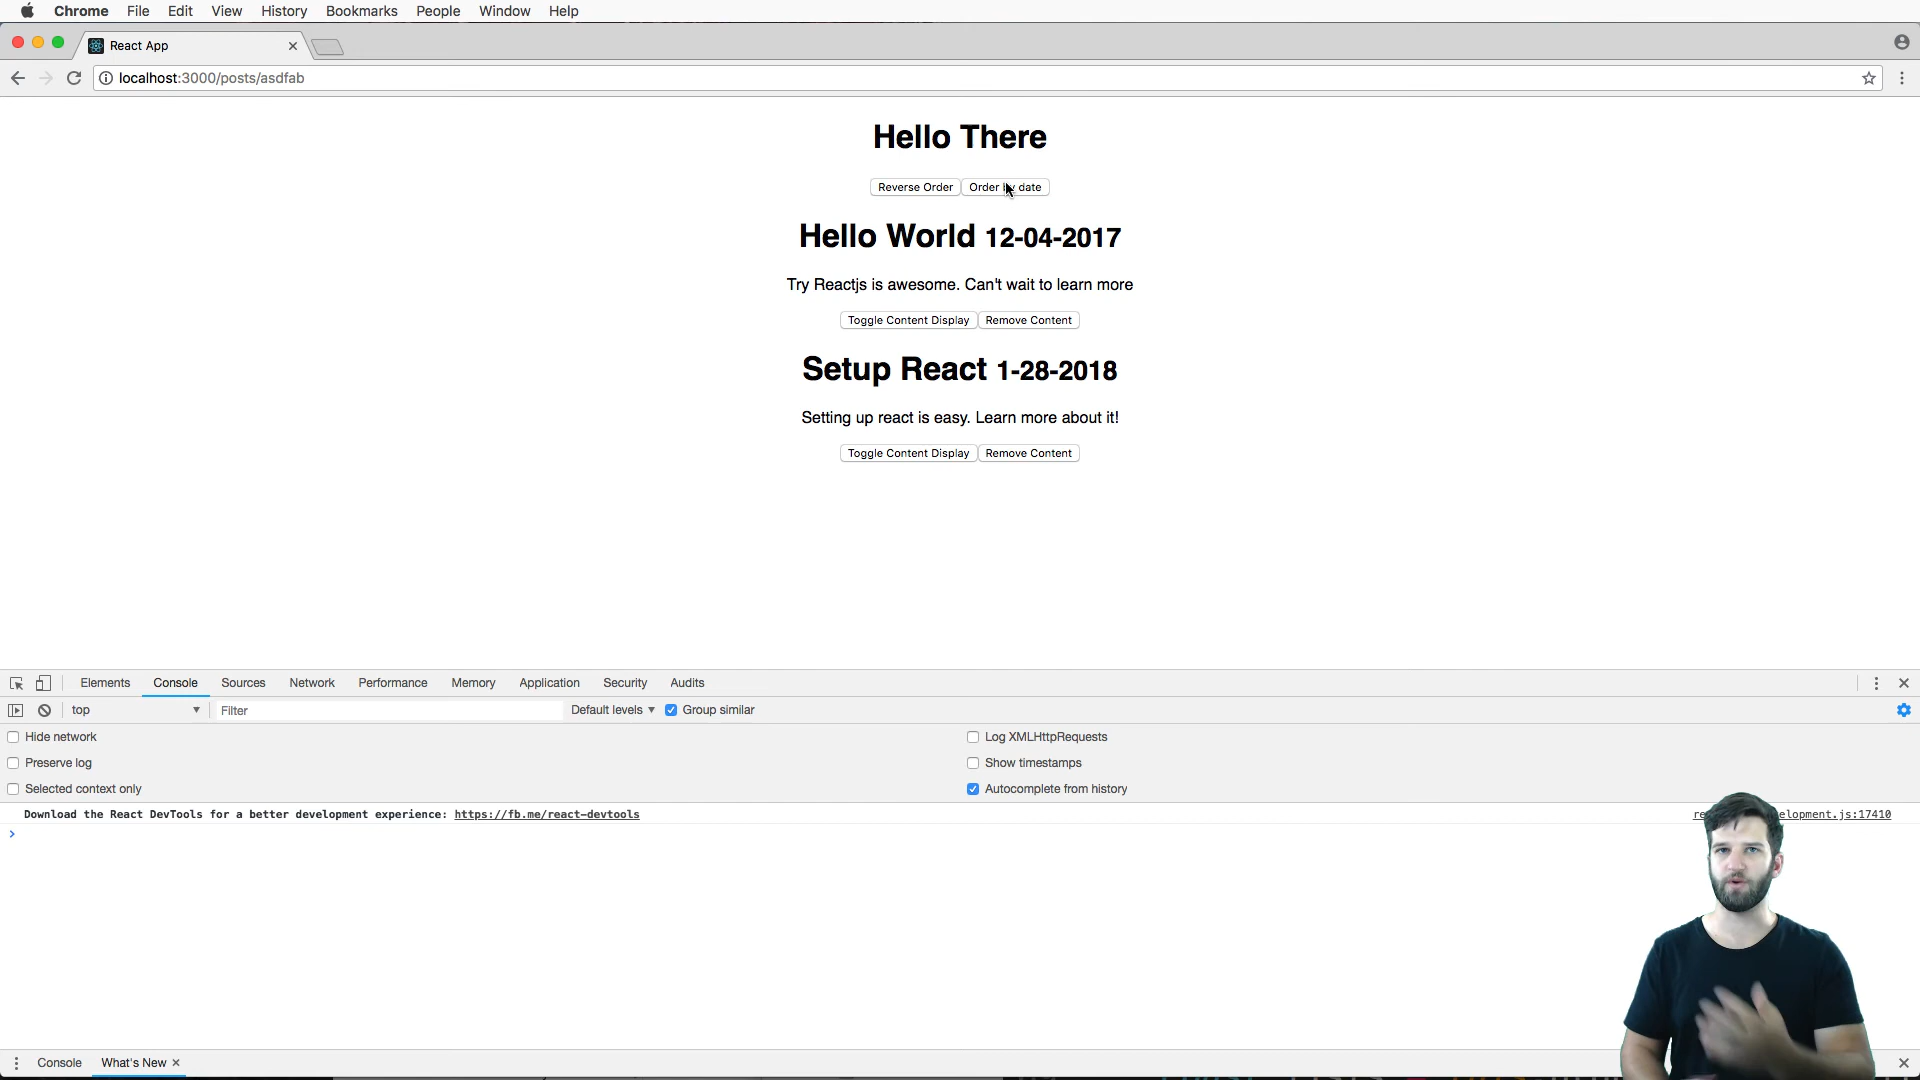 Chrome File Edit View History Bookmarks People Window Help
React App
localhost:3000/posts/asdfab
Hello There
Reverse Order Order by date
Hello World 12-04-2017
Try Reactjs is awesome. Can't wait to learn more
Toggle Content Display Remove Content
Setup React 1-28-2018
Setting up react is easy. Learn more about it!
Toggle Content Display Remove Content
Elements Console Sources Network Performance Memory Application Security Audits
top Filter Default levels Group similar
Hide network Log XMLHttpRequests
Preserve log Show timestamps
Selected context only Autocomplete from history
Download the React DevTools for a better development experience: https://fb.me/react-devtools
Console What's New